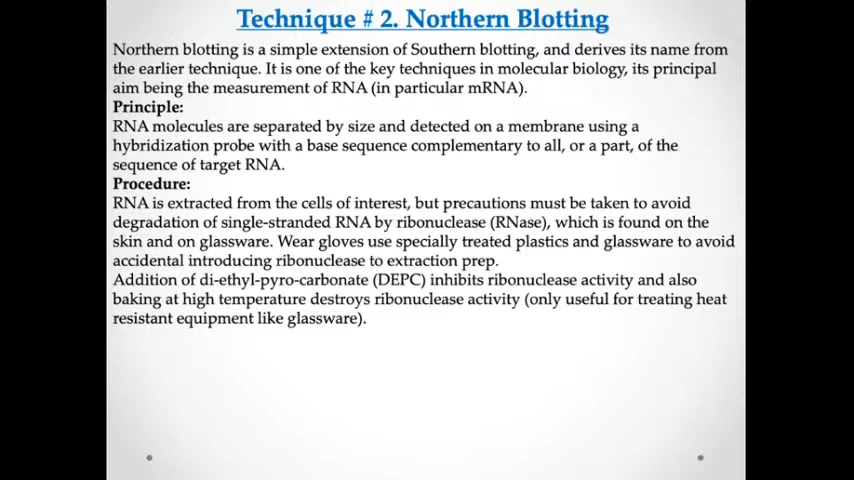 Technique # 2. Northern Blotting
Northern blotting is a simple extension of Southern blotting, and derives its name from
the earlier technique. It is one of the key techniques in molecular biology, its principal
aim being the measurement of RNA (in particular mRNA).
Principle:
RNA molecules are separated by size and detected on a membrane using a
hybridization probe with a base sequence complementary to all, or a part, of the
sequence of target RNA.
Procedure:
RNA is extracted from the cells of interest, but precautions must be taken to avoid
degradation of single-stranded RNA by ribonuclease (RNase), which is found on the
skin and on glassware. Wear gloves use specially treated plastics and glassware to avoid
accidental introducing ribonuclease to extraction prep.
Addition of di-ethyl-pyro-carbonate (DEPC) inhibits ribonuclease activity and also
baking at high temperature destroys ribonuclease activity (only useful for treating heat
resistant equipment like glassware).